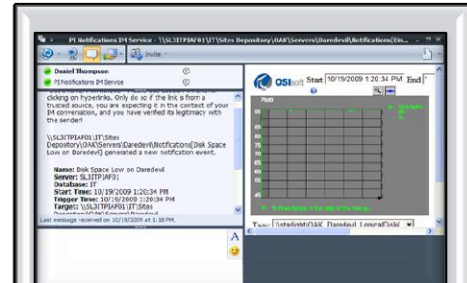 PI Notifications IM Service - \\SL3ITPIAF01\IT\Sites Depository\OAK\Servers\Daredevil\Notifications[Dis...
Invite
Daniel Thompson
PI Notifications IM Service
clicking on hyperlinks. Only do so if the link is from a
trusted source, you are expecting it in the context of your
IM conversation, and you have verified its legitimacy with
the sender!
\\SL3ITPIAF01\IT\Sites
Depository\OAK\Servers\Daredevil\Notifications[Disk Space
Low on Daredevil] generated a new notification event.
Name: Disk Space Low on Daredevil
Server: SL3ITPIAF01
Database: IT
Start Time: 10/19/2009 1:20:34 PM
Trigger Time: 10/19/2009 1:20:34 PM
Target: \\SL3ITPIAF01\IT\Sites
Depository\OAK\Servers\Daredevil
Last message received on 10/19/2009 at 1:18 PM.
A
OSIsoft
Start 10/19/2009 1:20:34 PM End
Plot0